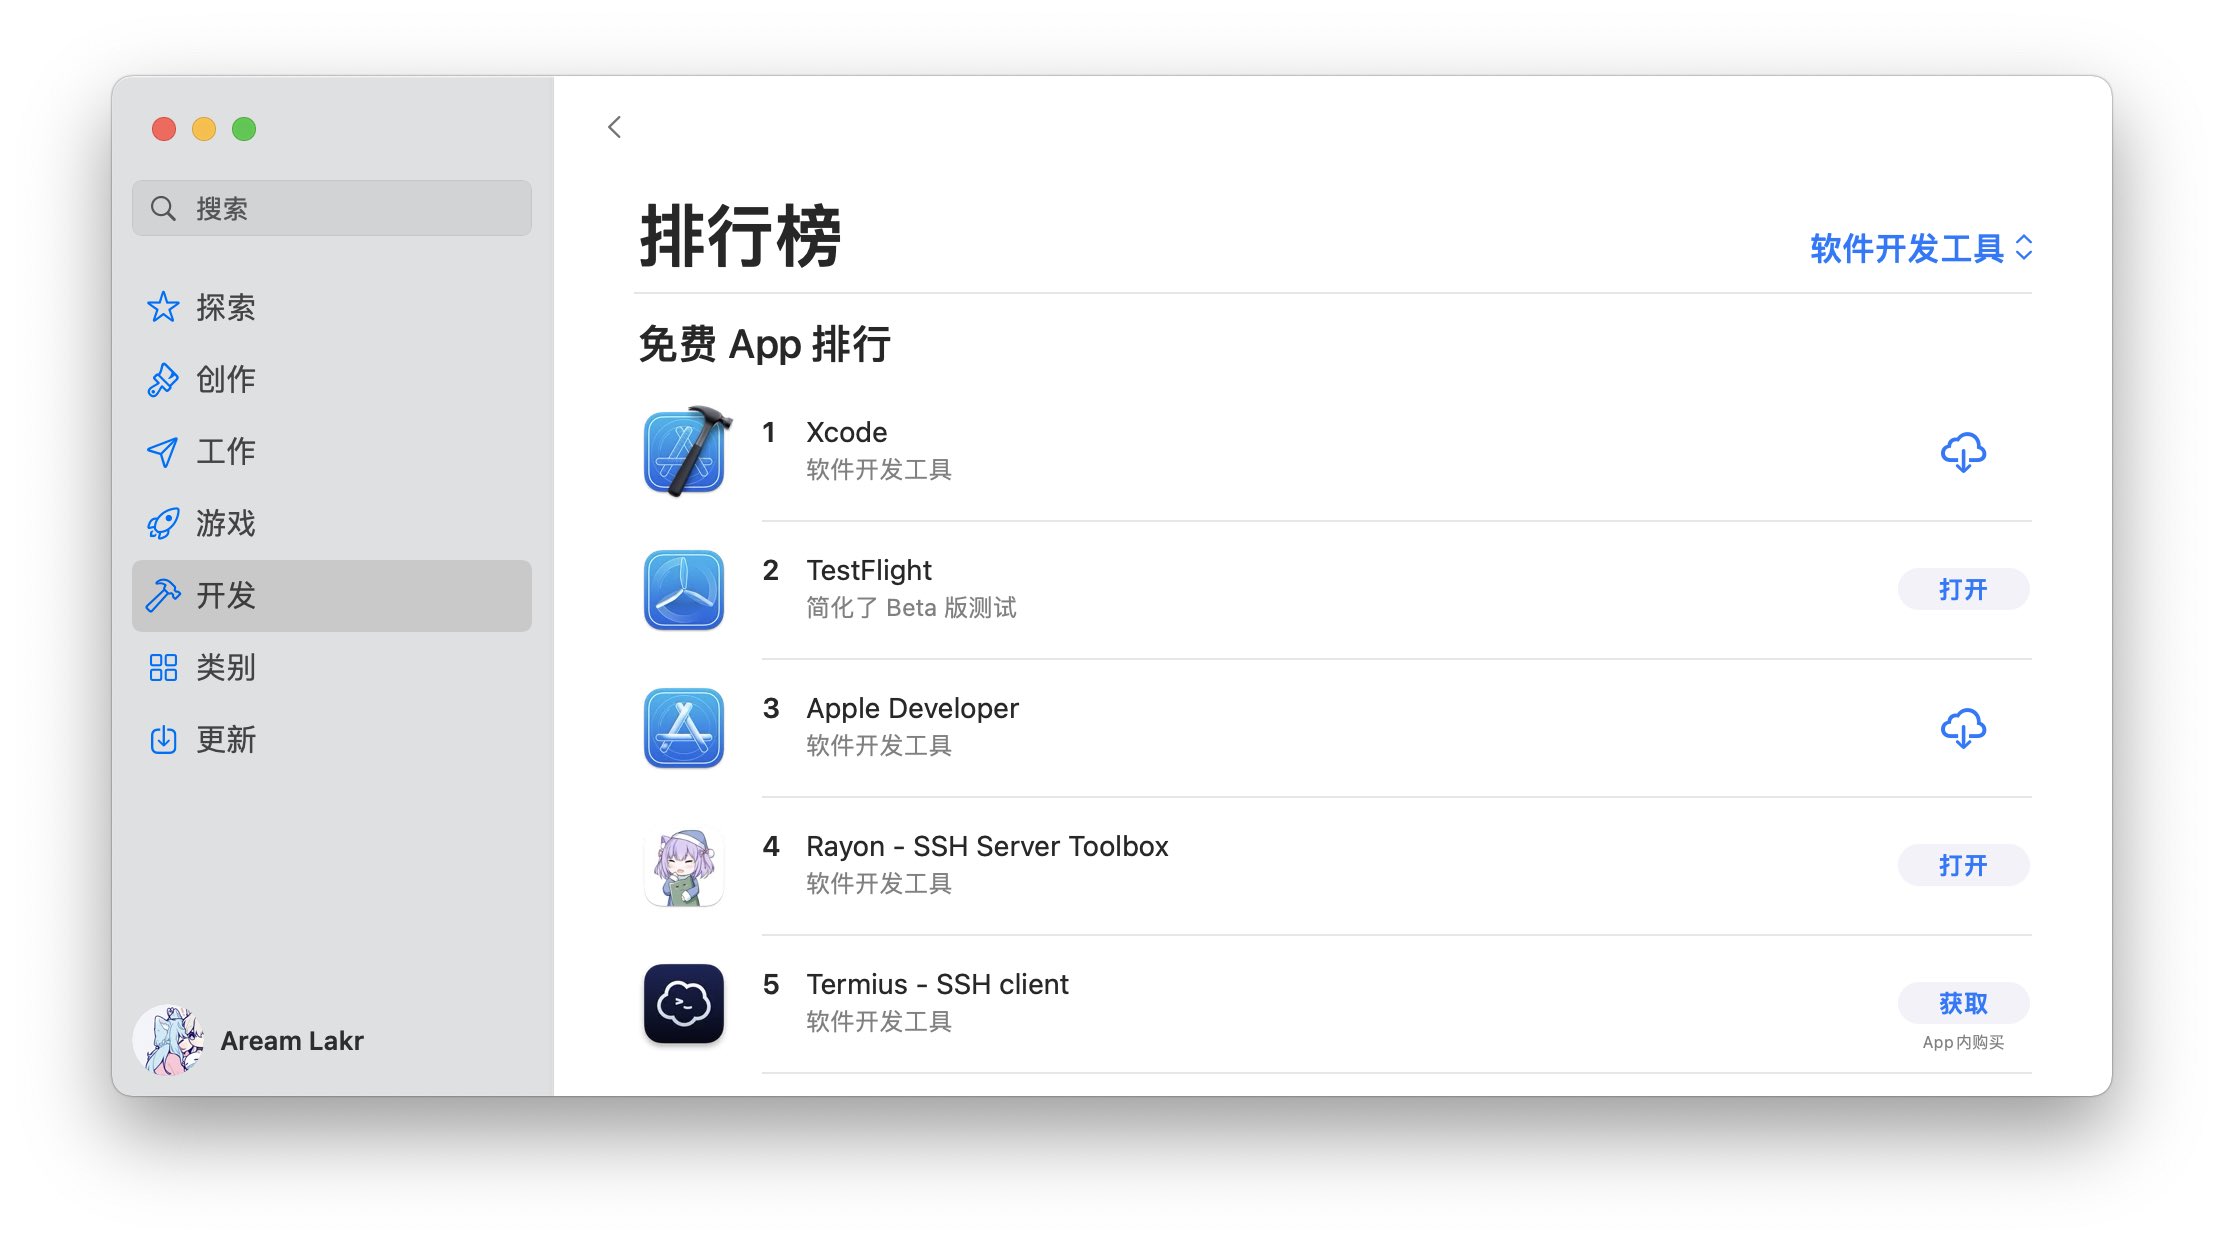 搜索
探索
创作
工作
游戏
开发
类别
更新
Aream Lakr
排行榜
软件开发工具
免费 App 排行
1 Xcode
软件开发工具
2 TestFlight
简化了 Beta 版测试
打开
3 Apple Developer
软件开发工具
4 Rayon - SSH Server Toolbox
软件开发工具
打开
5 Termius - SSH client
软件开发工具
获取
App内购买